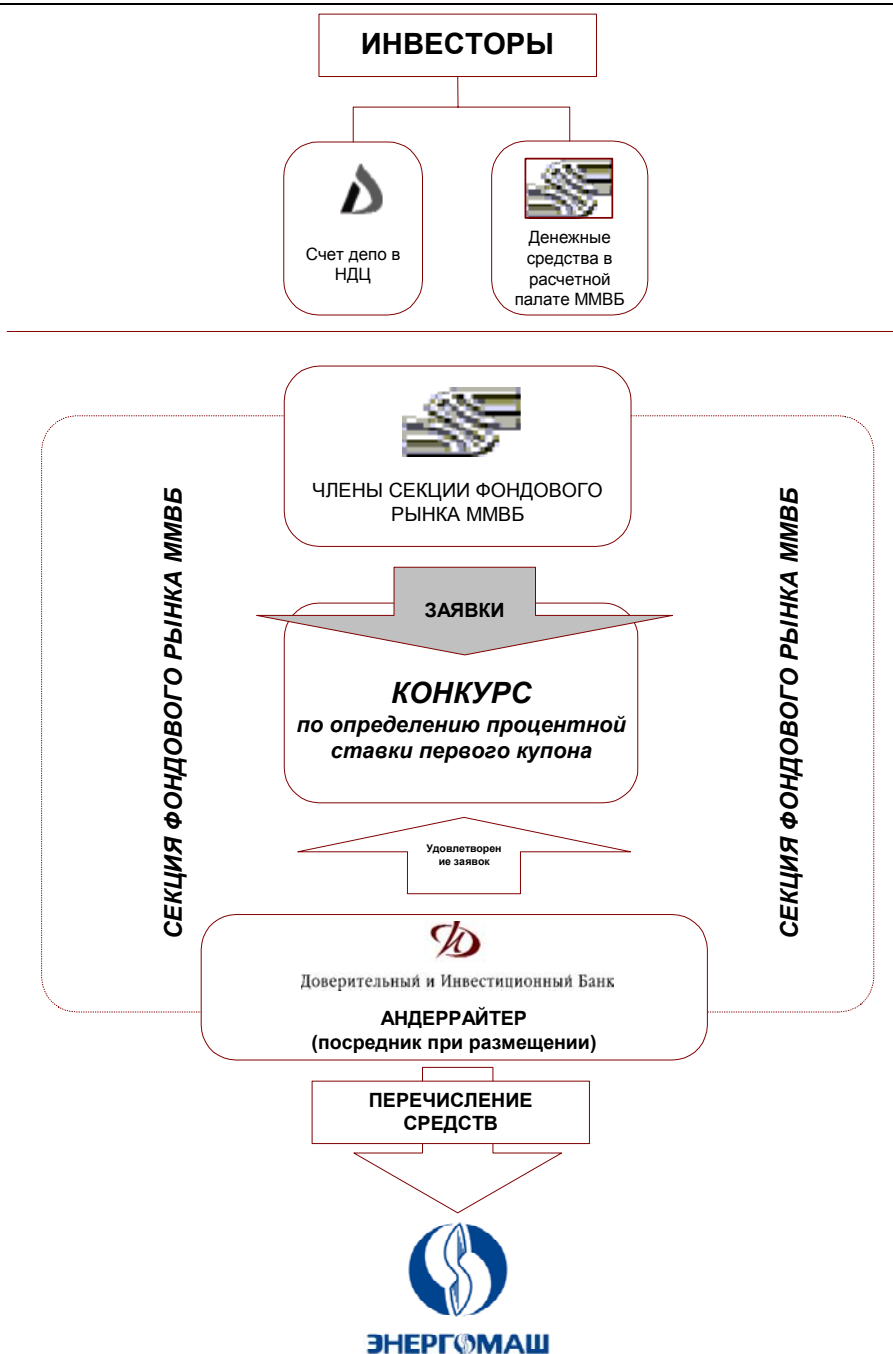 ИНВЕСТОРЫ
Счет депо в
НДЦ
Денежные
средства в
расчетной
палате ММВБ
ЧЛЕНЫ СЕКЦИИ ФОНДОВОГО
РЫНКА ММВБ
СЕКЦИЯ ФОНДОВОГО РЫНКА ММВБ
ЗАЯВКИ
КОНКУРС
по определению процентной
ставки первого купона
СЕКЦИЯ ФОНДОВОГО РЫНКА ММВБ
Удовлетворен
ие заявок
Доверительный и Инвестиционный Банк
АНДЕРРАЙТЕР
(посредник при размещении)
ПЕРЕЧИСЛЕНИЕ
СРЕДСТВ
ЭНЕРГОМАШ